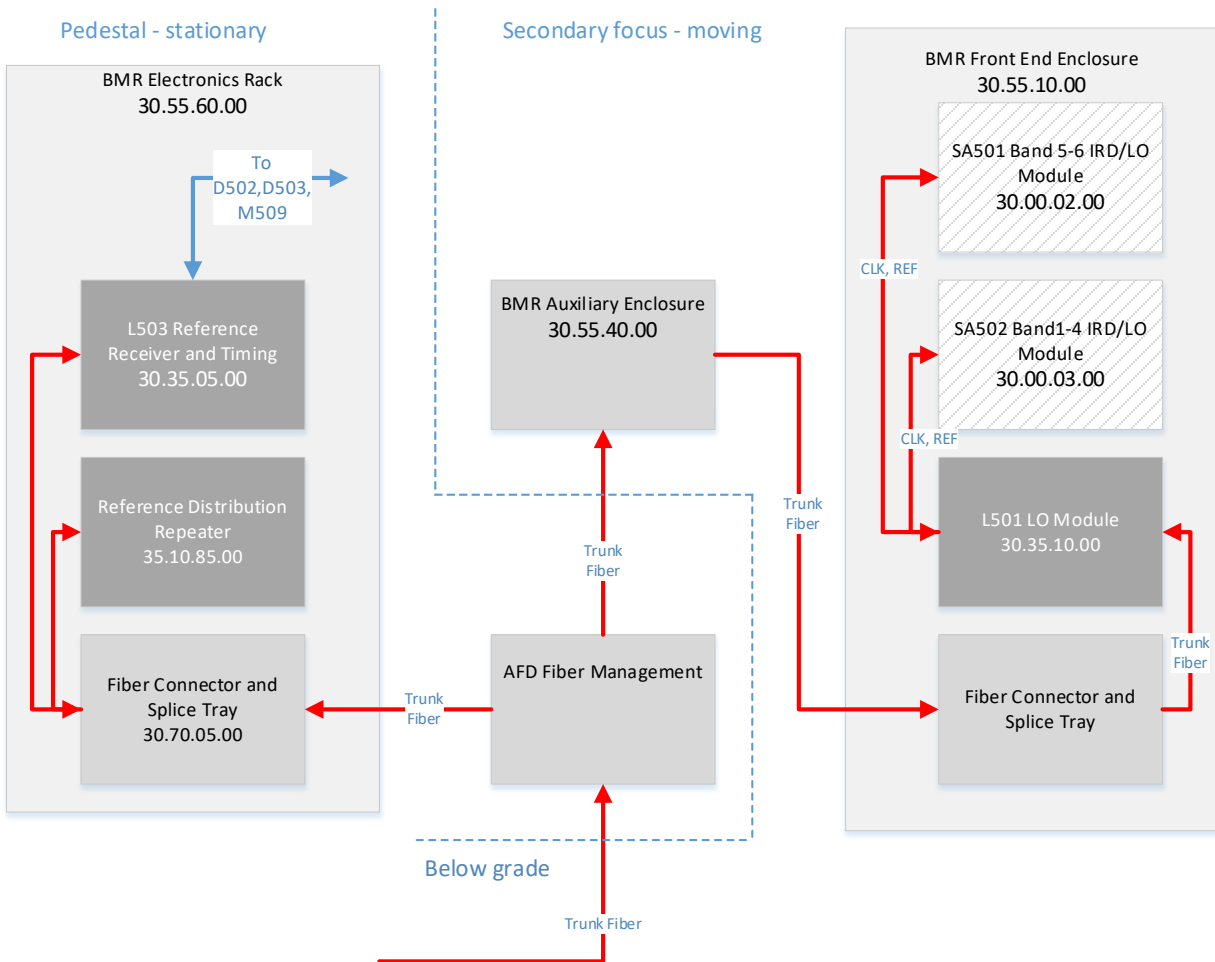 Pedestal - stationary
Secondary focus - moving
BMR Electronics Rack
30.55.60.00
To
D502,D503,
M509
L503 Reference
Receiver and Timing
30.35.05.00
Reference Distribution
Repeater
35.10.85.00
Fiber Connector and
Splice Tray
30.70.05.00
Trunk
Fiber
BMR Auxiliary Enclosure
30.55.40.00
Trunk
Fiber
AFD Fiber Management
Below grade
Trunk Fiber
Trunk
Fiber
BMR Front End Enclosure
30.55.10.00
SA501 Band 5-6 IRD/LO
Module
30.00.02.00
CLK, REF
SA502 Band1-4 IRD/LO
Module
30.00.03.00
CLK, REF
L501 LO Module
30.35.10.00
Trunk
Fiber
Fiber Connector and
Splice Tray